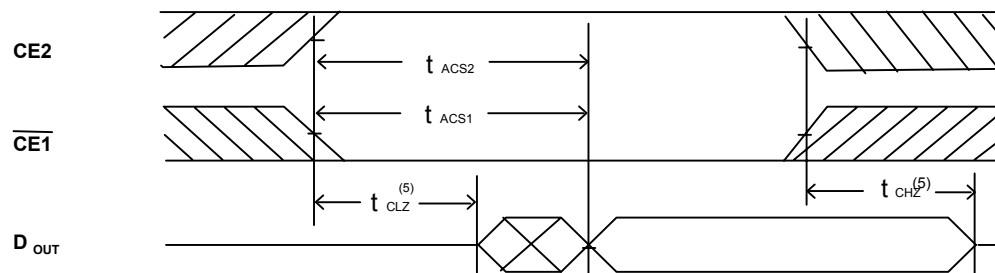 CE2
t ACS2
t ACS1
CE1
t CLZ (5)
t CHZ (5)
D OUT